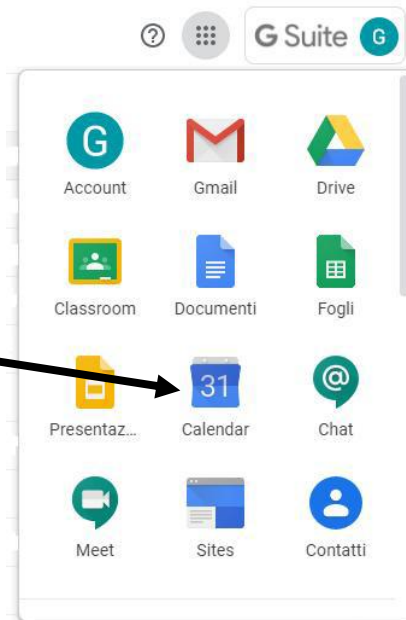 G Suite G
G
Account Gmail Drive
Classroom Documenti Fogli
31 @
Presentaz... Calendar Chat
Meet Sites Contatti